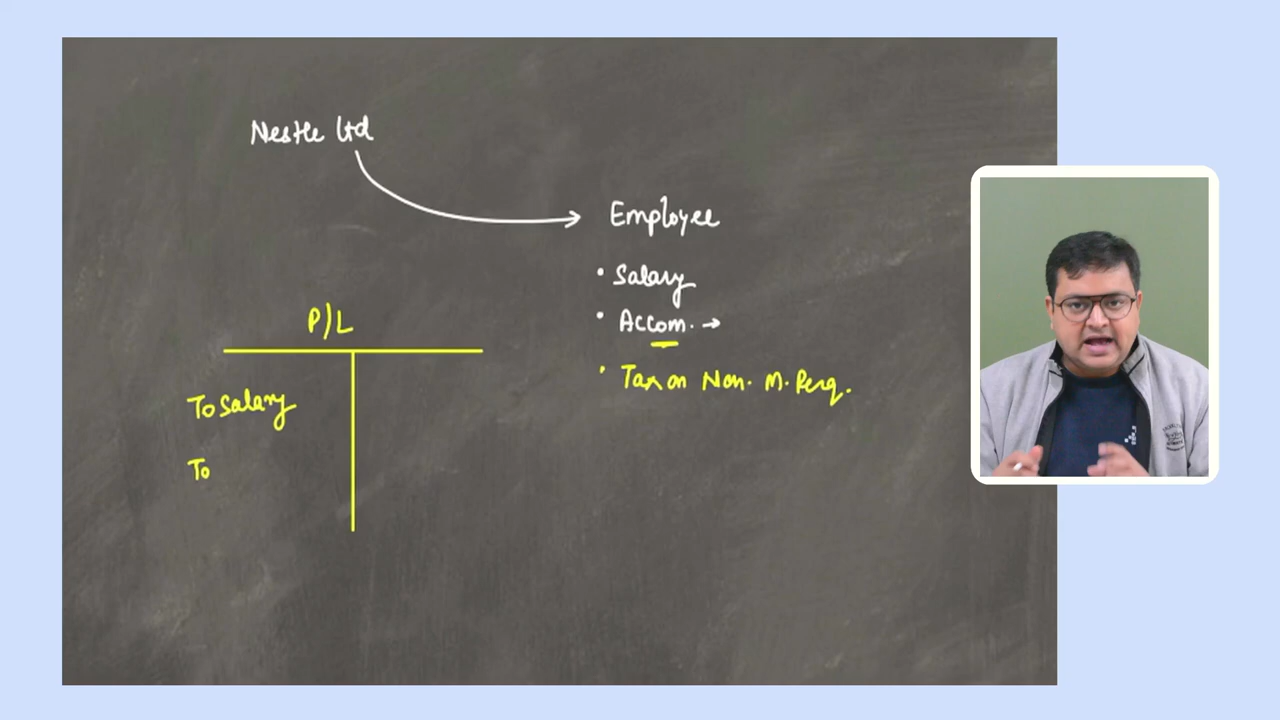 Nestle Ltd
Employee
• Salary
• Accom. →
• Tax on Non. M. Perq.
P/L
To Salary
To